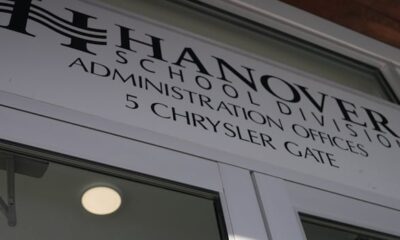 HANOVER
SCHOOL DIVISION
ADMINISTRATION OFFICES
5 CHRYSLER GATE